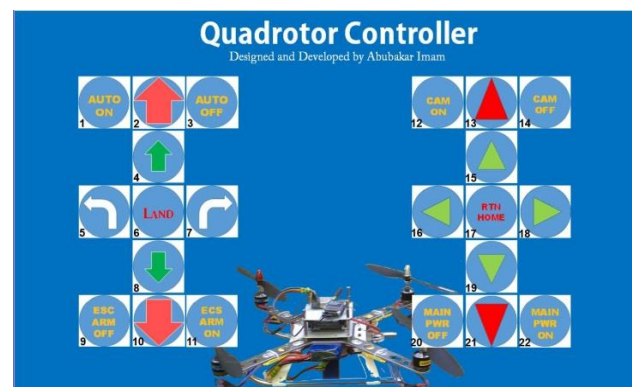 Quadrotor Controller
Designed and Developed by Abubakar Imam
AUTO
ON
1
2
AUTO
OFF
3
CAM
ON
12
13
CAM
OFF
14
4
15
5
LAND
6
7
16
RTN
HOME
17
18
8
19
ESC
ARM
OFF
9
10
ECS
ARM
ON
11
MAIN
PWR
OFF
20
21
MAIN
PWR
ON
22